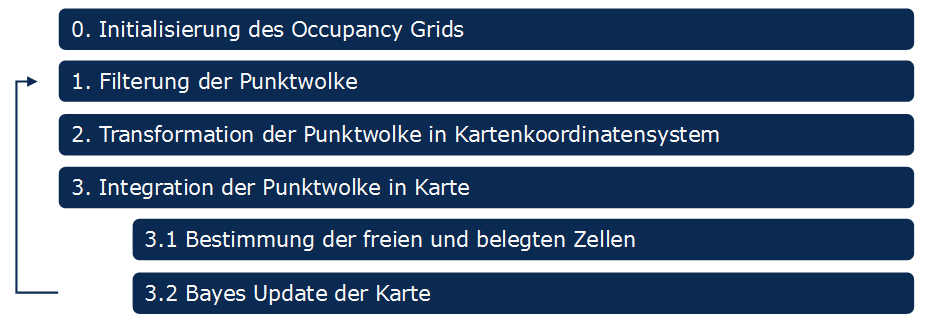 0. Initialisierung des Occupancy Grids
1. Filterung der Punktwolke
2. Transformation der Punktwolke in Kartenkoordinatensystem
3. Integration der Punktwolke in Karte
3.1 Bestimmung der freien und belegten Zellen
3.2 Bayes Update der Karte